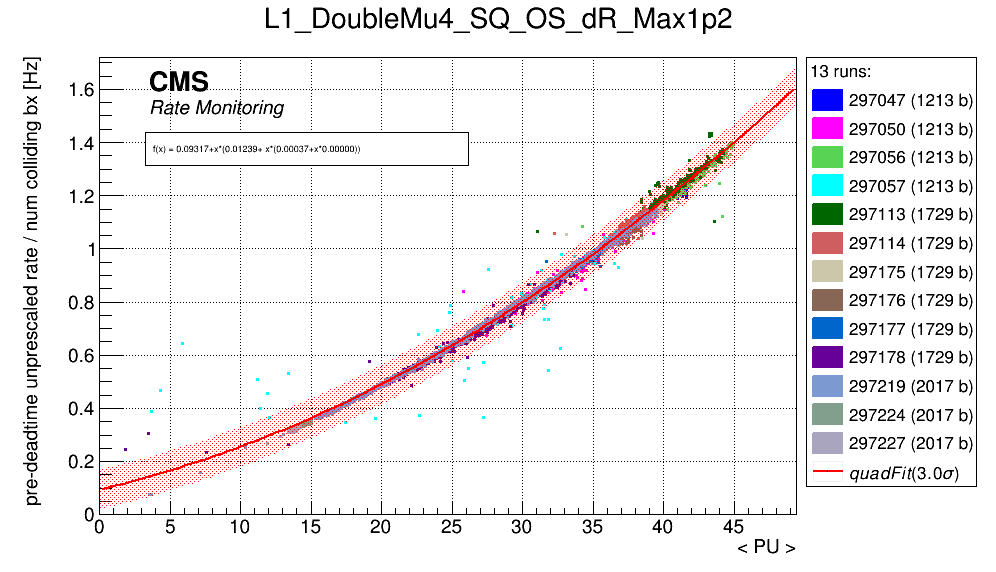 L1_DoubleMu4_SQ_OS_dR_Max1p2
pre-deadtime unprescaled rate / num colliding bx [Hz]
CMS
Rate Monitoring
f(x) = 0.09317+x*(0.01239+ x*(0.00037+x*0.00000))
1.6
1.4
1.2
1
0.8
0.6
0.4
0.2
0
0 5 10 15 20 25 30 35 40 45
< PU >
13 runs:
297047 (1213 b)
297050 (1213 b)
297056 (1213 b)
297057 (1213 b)
297113 (1729 b)
297114 (1729 b)
297175 (1729 b)
297176 (1729 b)
297177 (1729 b)
297178 (1729 b)
297219 (2017 b)
297224 (2017 b)
297227 (2017 b)
quadFit(3.0σ)